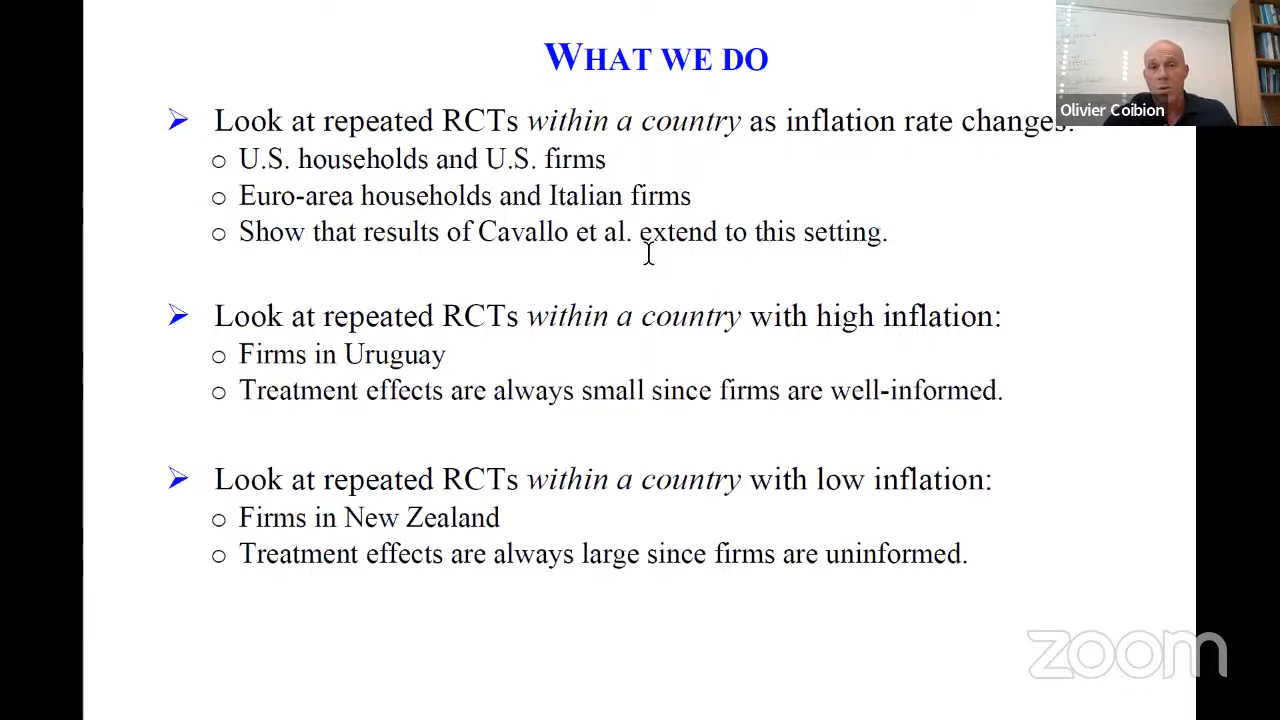 WHAT WE DO
Olivier Coibion
➢ Look at repeated RCTs within a country as inflation rate changes:
o U.S. households and U.S. firms
o Euro-area households and Italian firms
o Show that results of Cavallo et al. extend to this setting.
➢ Look at repeated RCTs within a country with high inflation:
o Firms in Uruguay
o Treatment effects are always small since firms are well-informed.
➢ Look at repeated RCTs within a country with low inflation:
o Firms in New Zealand
o Treatment effects are always large since firms are uninformed.
zoom